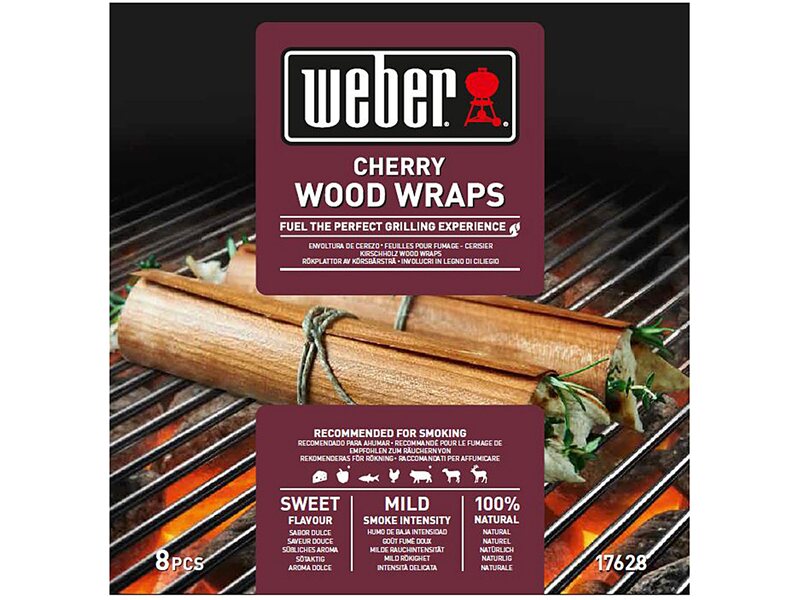 weber
CHERRY
WOOD WRAPS
FUEL THE PERFECT GRILLING EXPERIENCE
ENVOLTURA DE CEREZO • FEUILLES POUR FUMAGE - CERISIER
KIRSCHHOLZ WOOD WRAPS
RÖKPLATTOR AV KÖRSBÄRSTRÄ • INVOLUCRI IN LEGNO DI CILIEGIO
RECOMMENDED FOR SMOKING
RECOMENDADO PARA AHUMAR • RECOMMANDÉ POUR LE FUMAGE DE
EMPFOHLEN ZUM RÄUCHERN VON
REKOMENDERAS FÖR RÖKNING • RACCOMANDATI PER AFFUMICARE
SWEET
FLAVOUR
SABOR DULCE
SAVEUR DOUCE
SÜBLICHES AROMA
SÖTAKTIG
AROMA DOLCE
MILD
SMOKE INTENSITY
HUMO DE BAJA INTENSIDAD
GOÛT FUMÉ DOUX
MILDE RAUCHINTENSITÄT
MILD RÖKIGHET
INTENSITÀ DELICATA
100%
NATURAL
NATURAL
NATUREL
NATÜRLICH
NATURLIG
NATURALE
8 PCS
17628